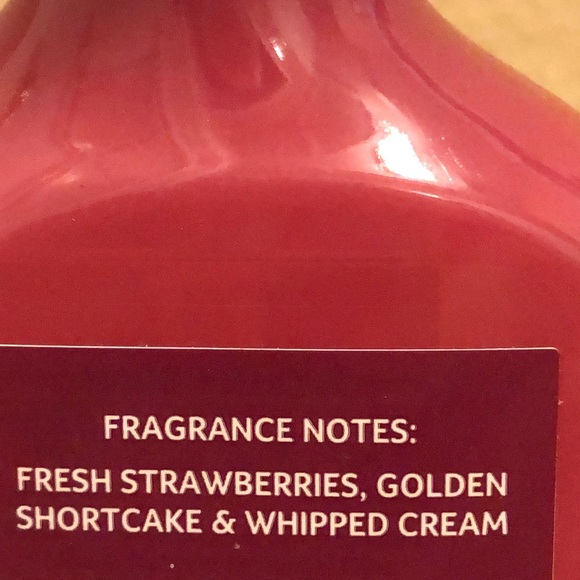 FRAGRANCE NOTES:
FRESH STRAWBERRIES, GOLDEN
SHORTCAKE & WHIPPED CREAM